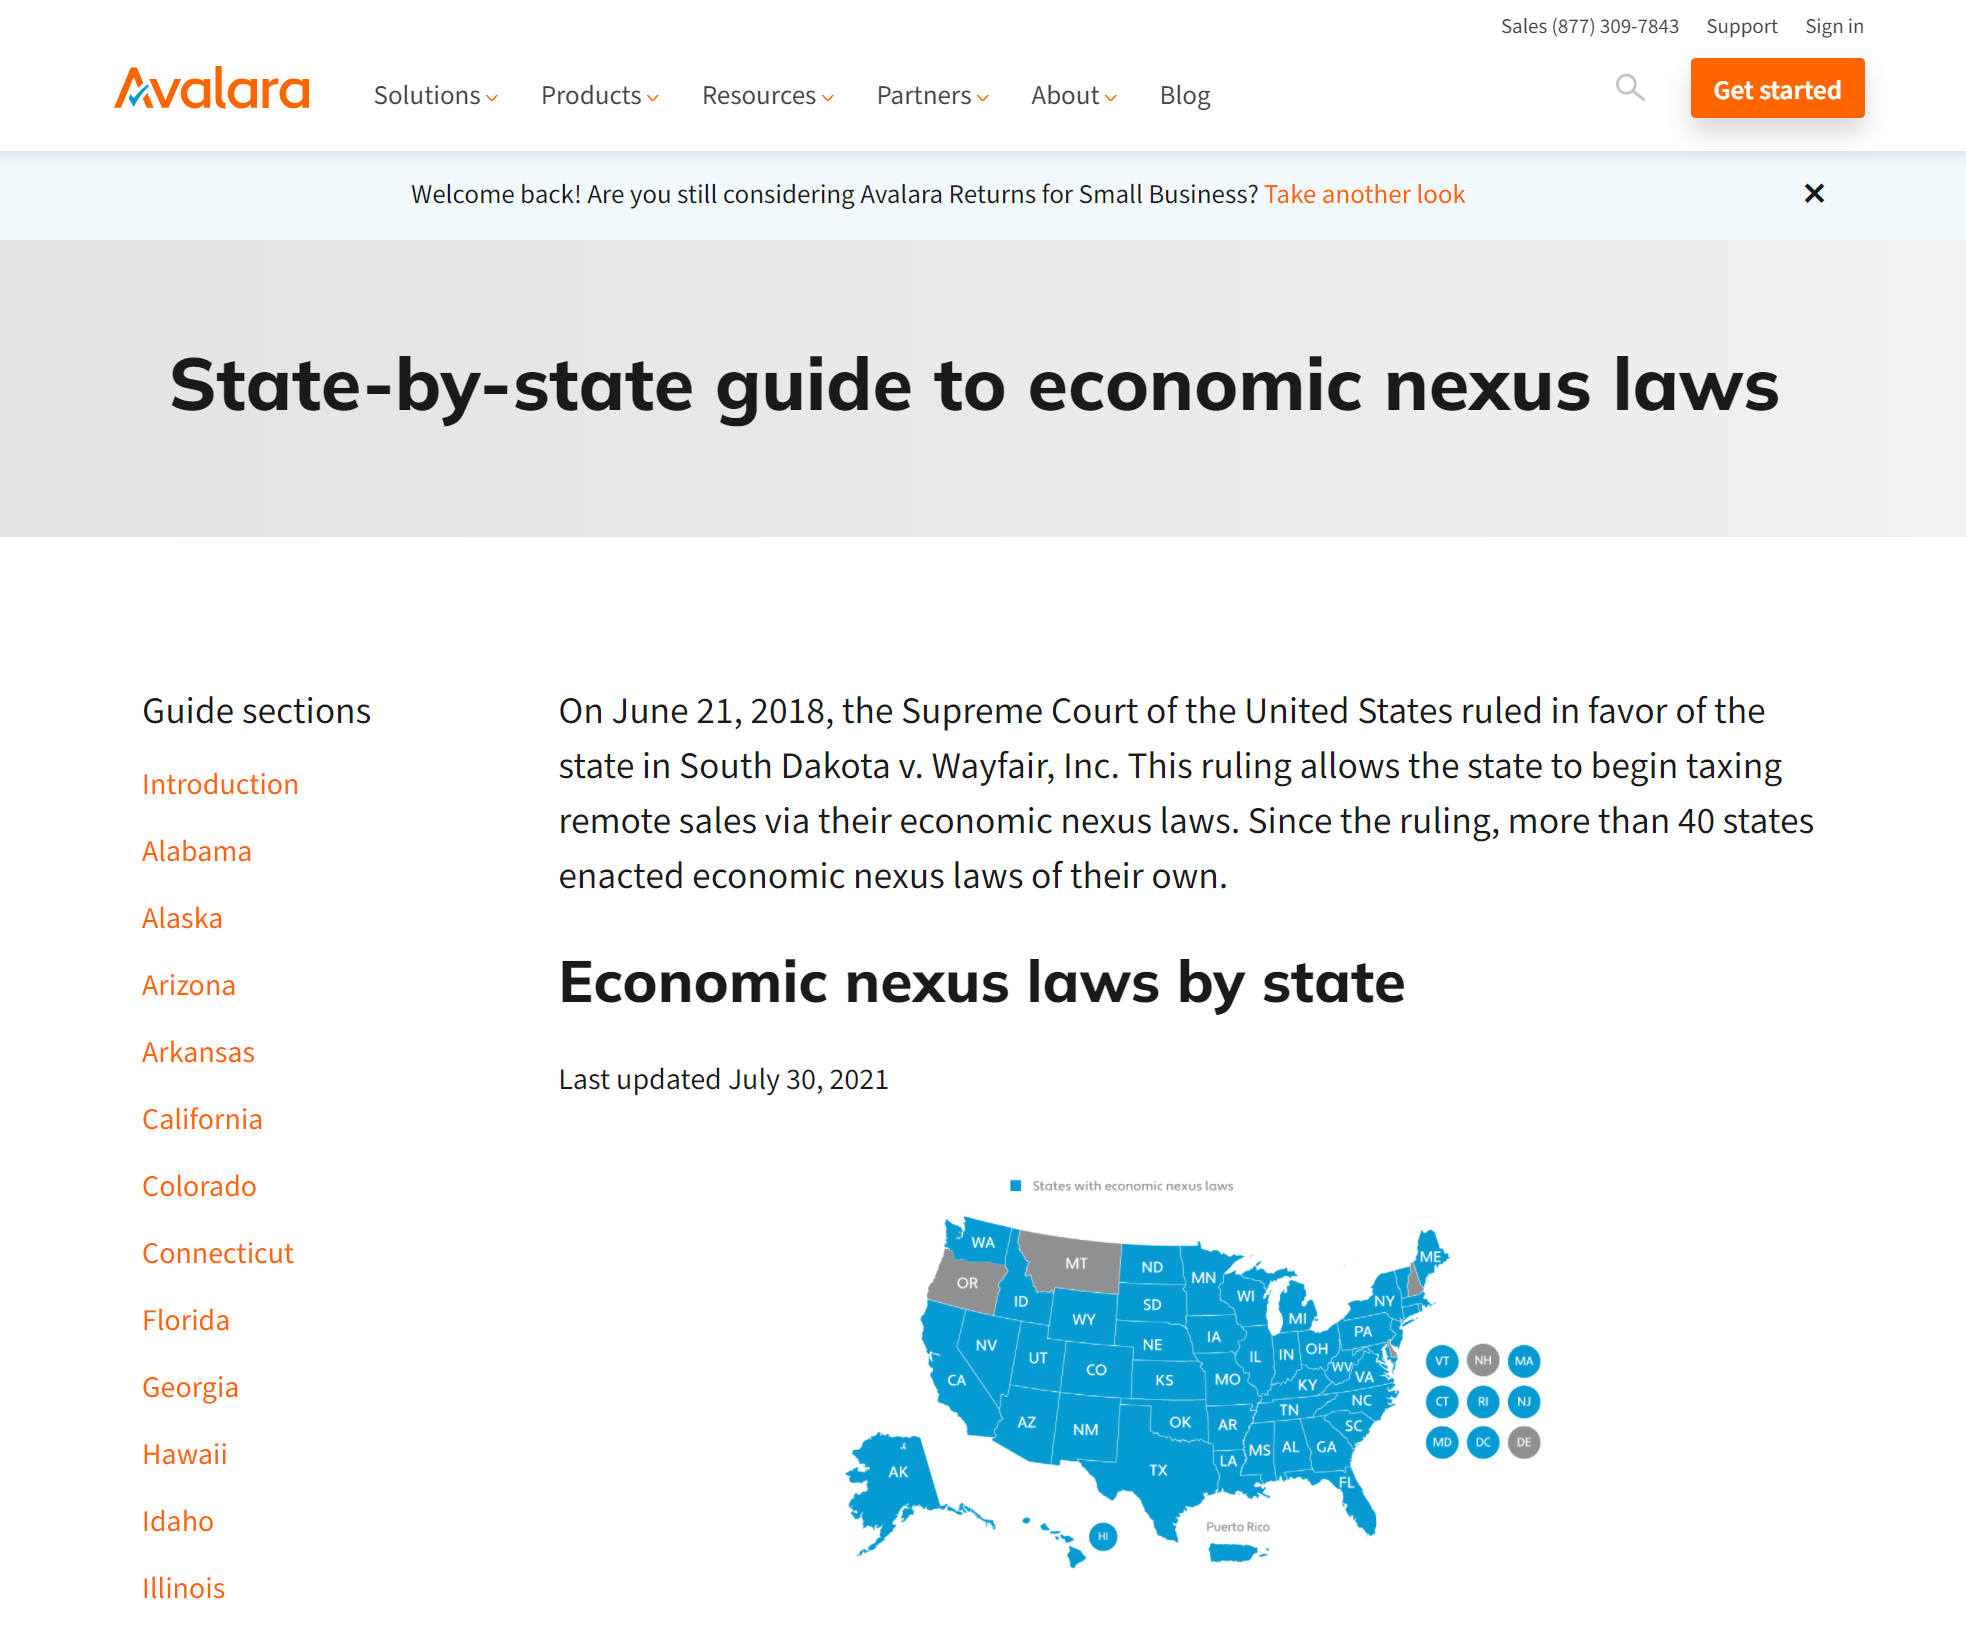 Sales (877) 309-7843 Support Sign in
Avalara Solutions Products Resources Partners About Blog Get started
Welcome back! Are you still considering Avalara Returns for Small Business? Take another look
State-by-state guide to economic nexus laws
Guide sections
Introduction
Alabama
Alaska
Arizona
Arkansas
California
Colorado
Connecticut
Florida
Georgia
Hawaii
Idaho
Illinois
On June 21, 2018, the Supreme Court of the United States ruled in favor of the
state in South Dakota v. Wayfair, Inc. This ruling allows the state to begin taxing
remote sales via their economic nexus laws. Since the ruling, more than 40 states
enacted economic nexus laws of their own.
Economic nexus laws by state
Last updated July 30, 2021
States with economic nexus laws
WA
MT
ND
MN
ME
OR
ID
SD
WI
MI
NY
WY
IA
PA
NV
UT
NE
IL
IN
OH
CO
WV
VA
CA
KS
MO
KY
NC
AZ
NM
OK
AR
TN
SC
MS
AL
GA
LA
TX
FL
AK
HI
Puerto Rico
VT NH MA
CT RI NJ
MD DC DE